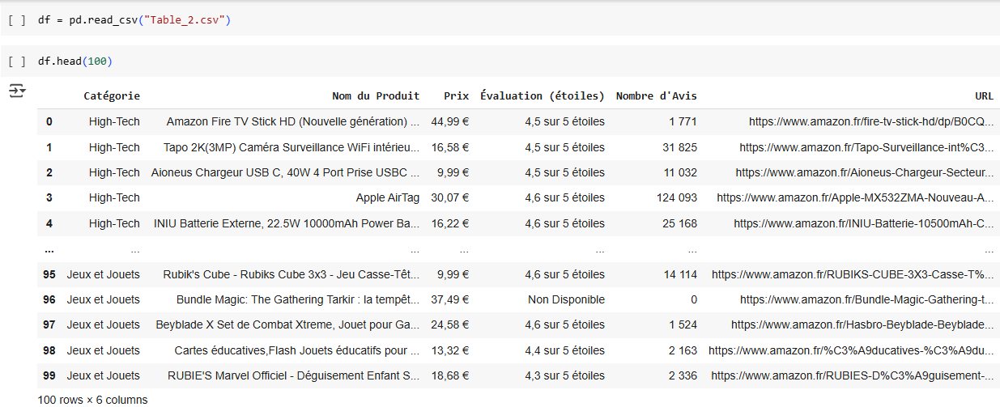 [ ] df = pd.read_csv("Table_2.csv")
[ ] df.head(100)
Catégorie Nom du Produit Prix Évaluation (étoiles) Nombre d'Avis URL
0 High-Tech Amazon Fire TV Stick HD (Nouvelle génération) ... 44,99 € 4,5 sur 5 étoiles 1 771 https://www.amazon.fr/fire-tv-stick-hd/dp/B0CQ...
1 High-Tech Tapo 2K(3MP) Caméra Surveillance WiFi intérieu... 16,58 € 4,5 sur 5 étoiles 31 825 https://www.amazon.fr/Tapo-Surveillance-int%C3...
2 High-Tech Aioneus Chargeur USB C, 40W 4 Port Prise USBC ... 9,99 € 4,5 sur 5 étoiles 11 032 https://www.amazon.fr/Aioneus-Chargeur-Secteur...
3 High-Tech Apple AirTag 30,07 € 4,6 sur 5 étoiles 124 093 https://www.amazon.fr/Apple-MX532ZMA-Nouveau-A...
4 High-Tech INIU Batterie Externe, 22.5W 10000mAh Power Ba... 16,22 € 4,6 sur 5 étoiles 25 168 https://www.amazon.fr/INIU-Batterie-10500mAh-C...
... ... ... ... ... ... ...
95 Jeux et Jouets Rubik's Cube - Rubiks Cube 3x3 - Jeu Casse-Têt... 9,99 € 4,6 sur 5 étoiles 14 114 https://www.amazon.fr/RUBIKS-CUBE-3X3-Casse-T%...
96 Jeux et Jouets Bundle Magic: The Gathering Tarkir : la tempêt... 37,49 € Non Disponible 0 https://www.amazon.fr/Bundle-Magic-Gathering-t...
97 Jeux et Jouets Beyblade X Set de Combat Xtreme, Jouet pour Ga... 24,58 € 4,6 sur 5 étoiles 1 524 https://www.amazon.fr/Hasbro-Beyblade-Beyblade...
98 Jeux et Jouets Cartes éducatives,Flash Jouets éducatifs pour ... 13,32 € 4,4 sur 5 étoiles 2 163 https://www.amazon.fr/%C3%A9ducatives-%C3%A9du...
99 Jeux et Jouets RUBIE'S Marvel Officiel - Déguisement Enfant S... 18,68 € 4,3 sur 5 étoiles 2 336 https://www.amazon.fr/RUBIES-D%C3%A9guisement-...
100 rows × 6 columns